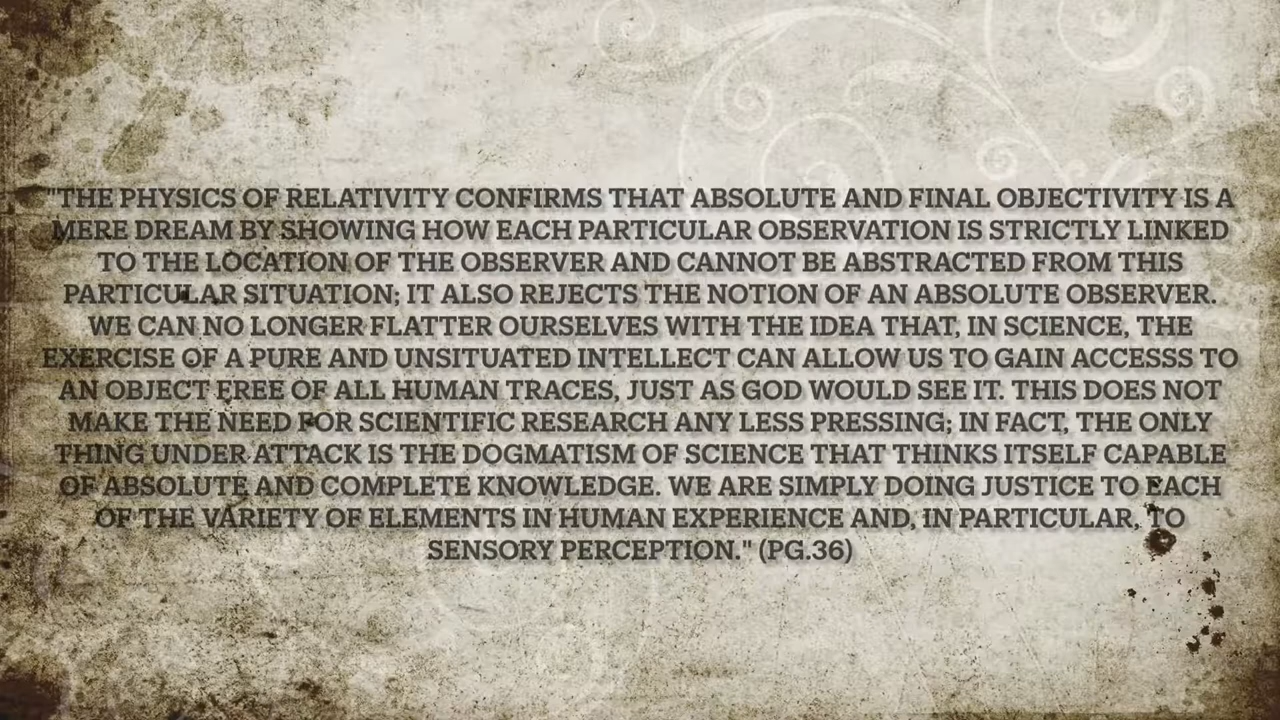 "THE PHYSICS OF RELATIVITY CONFIRMS THAT ABSOLUTE AND FINAL OBJECTIVITY IS A
MERE DREAM BY SHOWING HOW EACH PARTICULAR OBSERVATION IS STRICTLY LINKED
TO THE LOCATION OF THE OBSERVER AND CANNOT BE ABSTRACTED FROM THIS
PARTICULAR SITUATION; IT ALSO REJECTS THE NOTION OF AN ABSOLUTE OBSERVER.
WE CAN NO LONGER FLATTER OURSELVES WITH THE IDEA THAT, IN SCIENCE, THE
EXERCISE OF A PURE AND UNSITUATED INTELLECT CAN ALLOW US TO GAIN ACCESSS TO
AN OBJECT FREE OF ALL HUMAN TRACES, JUST AS GOD WOULD SEE IT. THIS DOES NOT
MAKE THE NEED FOR SCIENTIFIC RESEARCH ANY LESS PRESSING; IN FACT, THE ONLY
THING UNDER ATTACK IS THE DOGMATISM OF SCIENCE THAT THINKS ITSELF CAPABLE
OF ABSOLUTE AND COMPLETE KNOWLEDGE. WE ARE SIMPLY DOING JUSTICE TO EACH
OF THE VARIETY OF ELEMENTS IN HUMAN EXPERIENCE AND, IN PARTICULAR, TO
SENSORY PERCEPTION." (PG.36)